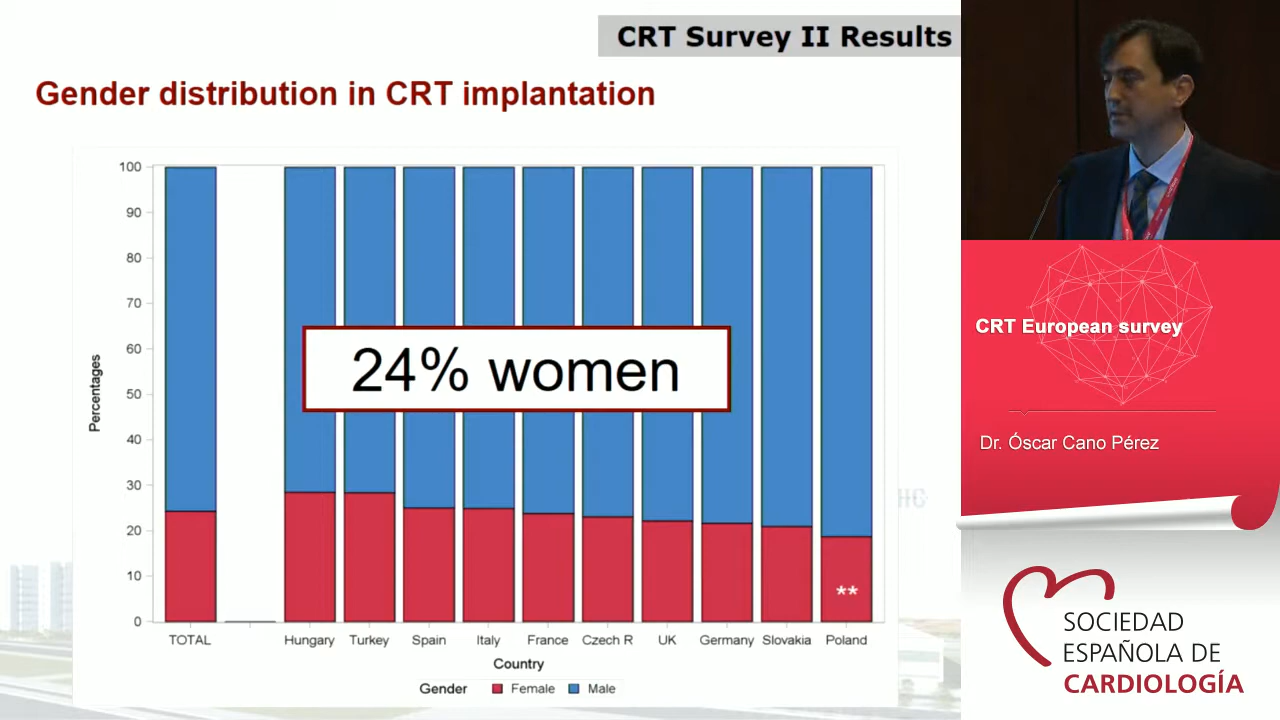 CRT Survey II Results
Gender distribution in CRT implantation
100
90
80
70
60
50
40
30
20
10
0
Percentages
24% women
**
TOTAL Hungary Turkey Spain Italy France Czech R UK Germany Slovakia Poland
Country
Gender Female Male
CRT European survey
Dr. Óscar Cano Pérez
SOCIEDAD
ESPAÑOLA DE
CARDIOLOGÍA